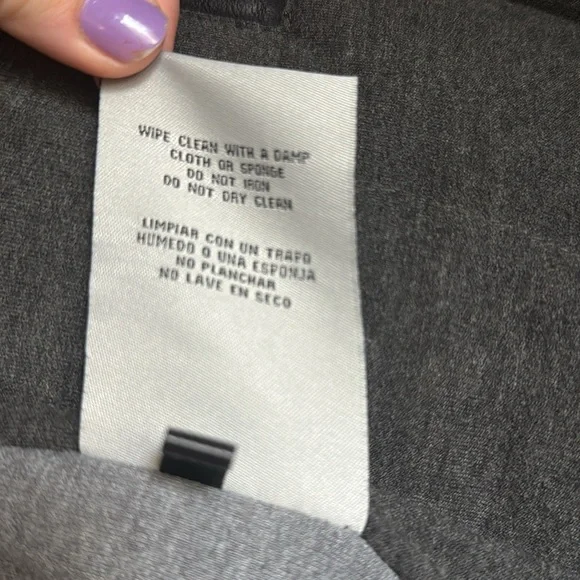 WIPE CLEAN WITH A DAMP
CLOTH OR SPONGE
DO NOT IRON
DO NOT DRY CLEAN
LIMPIAR CON UN TRAPO
HUMEDO O UNA ESPONJA
NO PLANCHAR
NO LAVE EN SECO